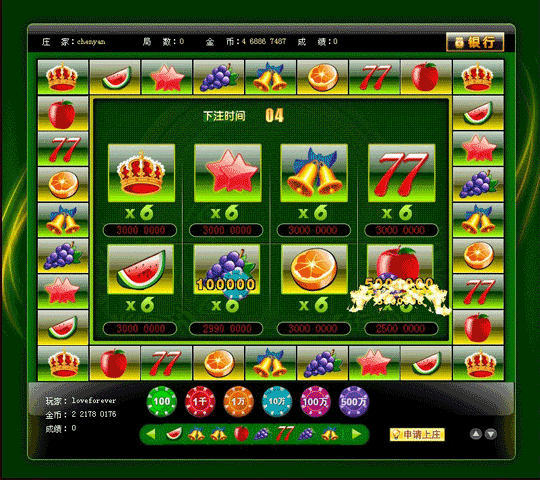 庄 家：chenyan 局 数：0 金 币：4 6886 7487 成 绩：0 银行
下注时间 04
77
77
x 6 x 6 x 6 x 6
3000 0000 3000 0000 3000 0000 3000 0000
100000 5000000
x 6 x 6 x 6
3000 0000 2990 0000 3000 0000 2500 0000
77
77
玩家：loveforever
金币：2 2178 0176
成绩：0
100 1千 1万 10万 100万 500万
77
申请上庄